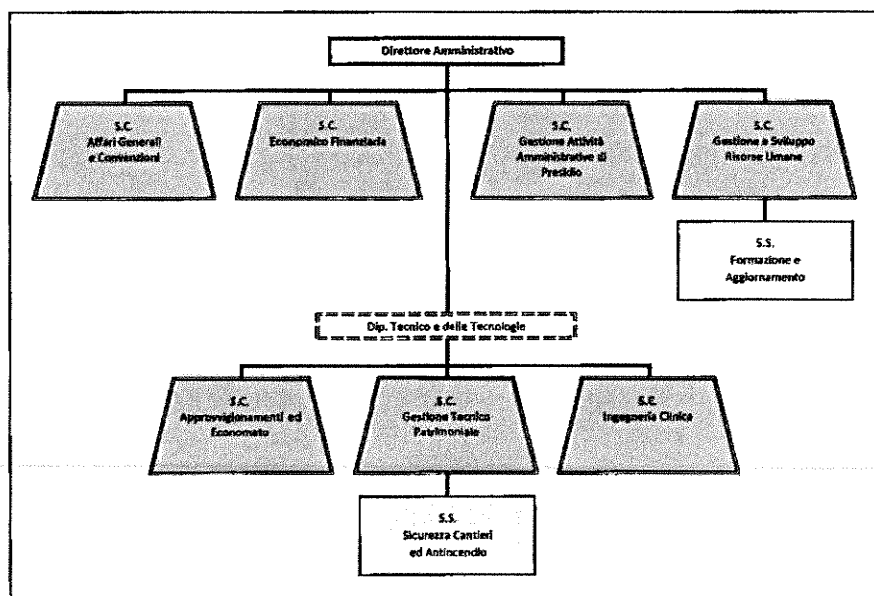 Direttore Amministrativo
S.C.
Affari Generali
e Convenzioni
S.C.
Economico Finanziaria
S.C.
Gestione Attività
Amministrative di
Presidio
S.C.
Gestione e Sviluppo
Risorse Umane
S.S.
Formazione e
Aggiornamento
Dip. Tecnico e delle Tecnologie
S.C.
Approvvigionamenti ed
Economato
S.C.
Gestione Tecnico
Patrimoniale
S.C.
Ingegneria Clinica
S.S.
Sicurezza Cantieri
ed Antincendio